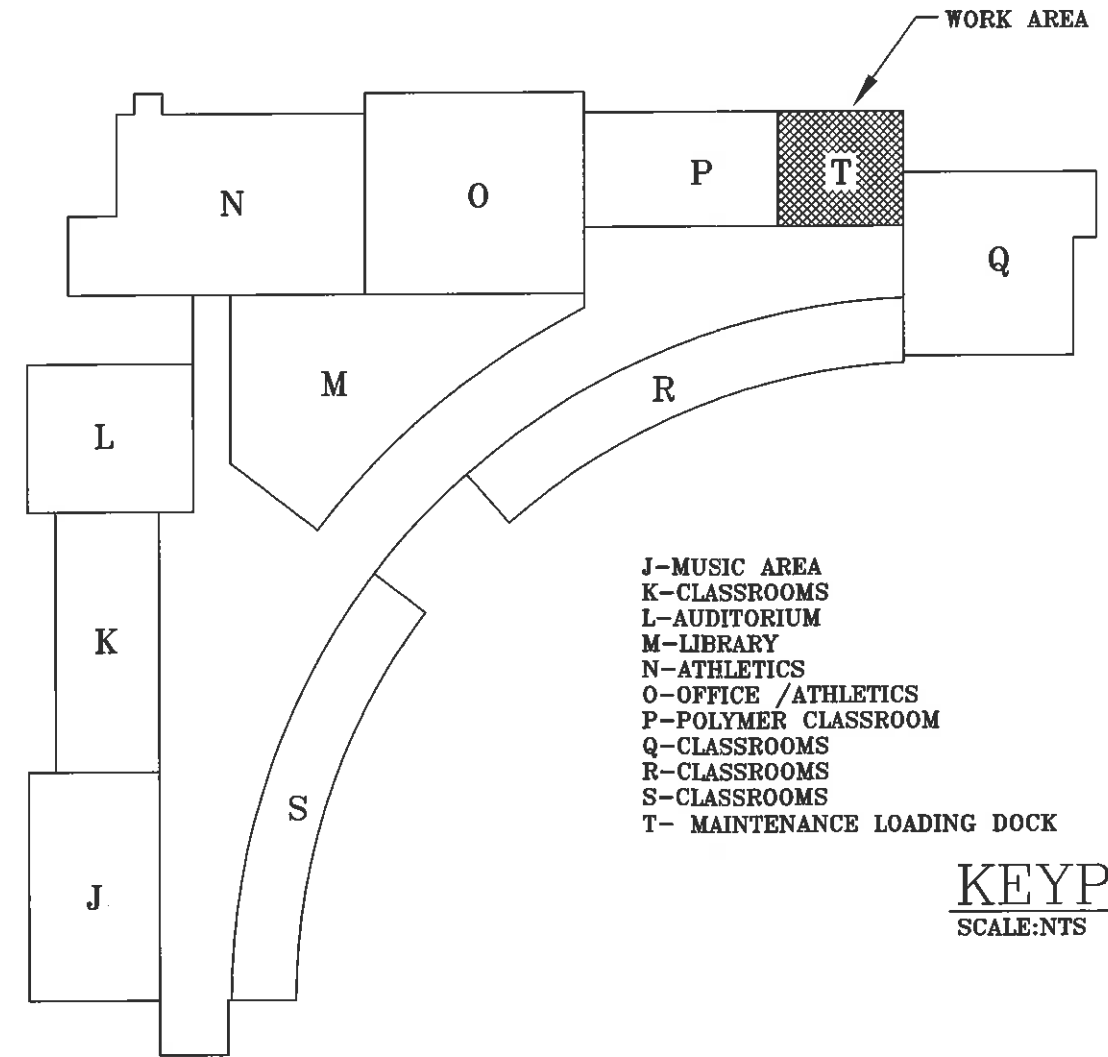 WORK AREA
T
P
N
O
Q
M
R
L
K
S
J
J-MUSIC AREA
K-CLASSROOMS
L-AUDITORIUM
M-LIBRARY
N-ATHLETICS
O-OFFICE /ATHLETICS
P-POLYMER CLASSROOM
Q-CLASSROOMS
R-CLASSROOMS
S-CLASSROOMS
T- MAINTENANCE LOADING DOCK
KEYP
SCALE:NTS